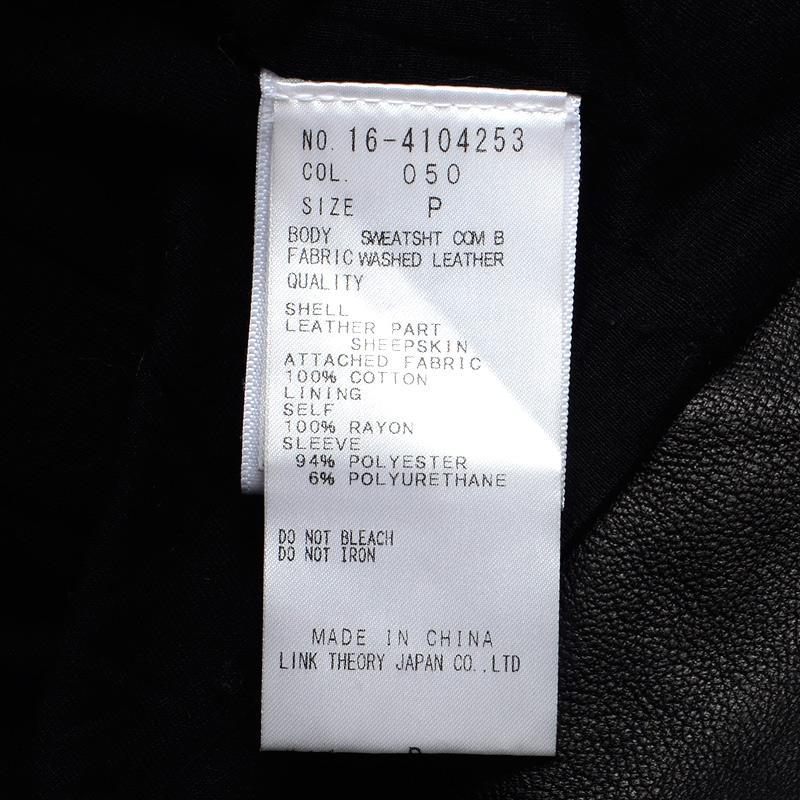 NO. 16-4104253
COL. 050
SIZE P
BODY SWEATSHT COM B
FABRIC WASHED LEATHER
QUALITY
SHELL
LEATHER PART
SHEEPSKIN
ATTACHED FABRIC
100% COTTON
LINING
SELF
100% RAYON
SLEEVE
94% POLYESTER
6% POLYURETHANE
DO NOT BLEACH
DO NOT IRON
MADE IN CHINA
LINK THEORY JAPAN CO.,LTD